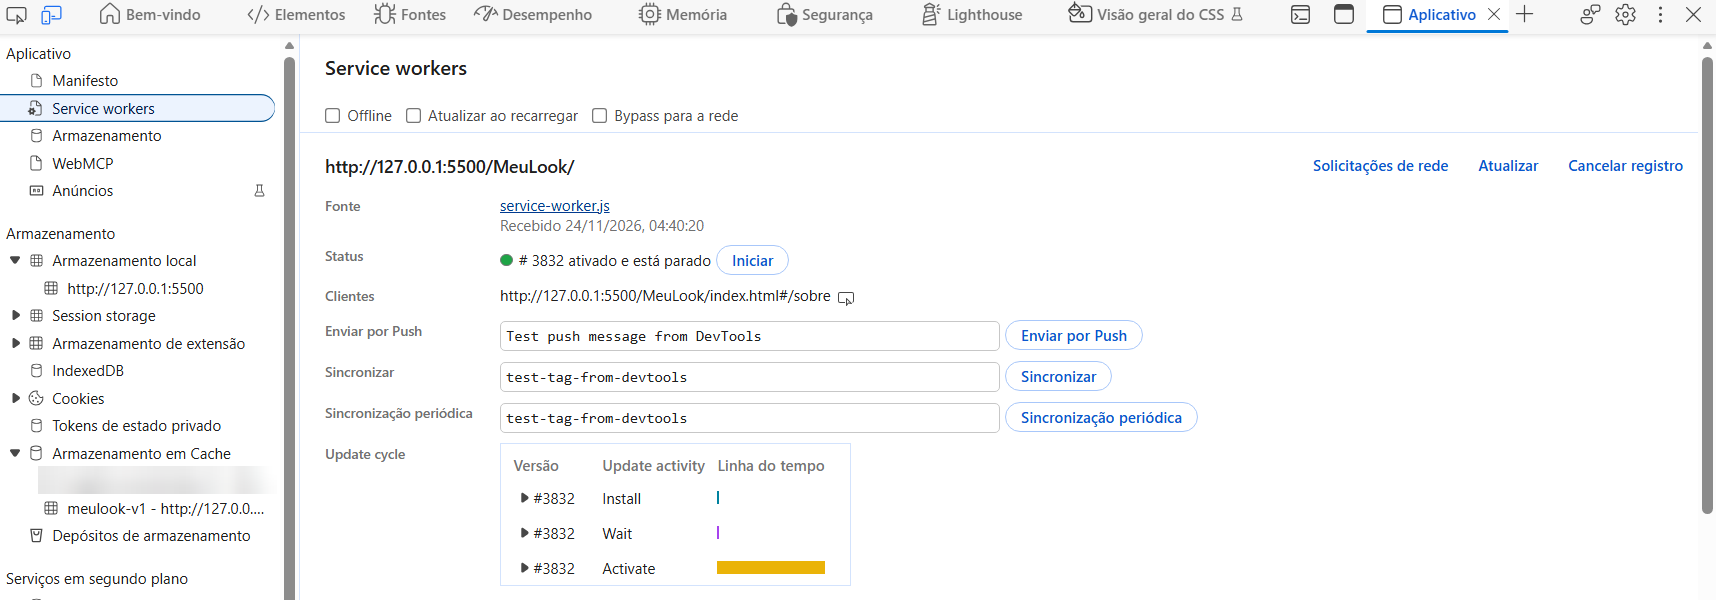 Bem-vindo
Elementos
Fontes
Desempenho
Memória
Segurança
Lighthouse
Visão geral do CSS
Aplicativo
Aplicativo
Manifesto
Service workers
Armazenamento
WebMCP
Anúncios
Armazenamento
Armazenamento local
http://127.0.0.1:5500
Session storage
Armazenamento de extensão
IndexedDB
Cookies
Tokens de estado privado
Armazenamento em Cache
meulook-v1 - http://127.0.0....
Depósitos de armazenamento
Serviços em segundo plano
Service workers
Offline
Atualizar ao recarregar
Bypass para a rede
http://127.0.0.1:5500/MeuLook/
Solicitações de rede
Atualizar
Cancelar registro
Fonte
service-worker.js
Recebido 24/11/2026, 04:40:20
Status
# 3832 ativado e está parado
Iniciar
Clientes
http://127.0.0.1:5500/MeuLook/index.html#/sobre
Enviar por Push
Test push message from DevTools
Enviar por Push
Sincronizar
test-tag-from-devtools
Sincronizar
Sincronização periódica
test-tag-from-devtools
Sincronização periódica
Update cycle
Versão Update activity Linha do tempo
#3832 Install
#3832 Wait
#3832 Activate